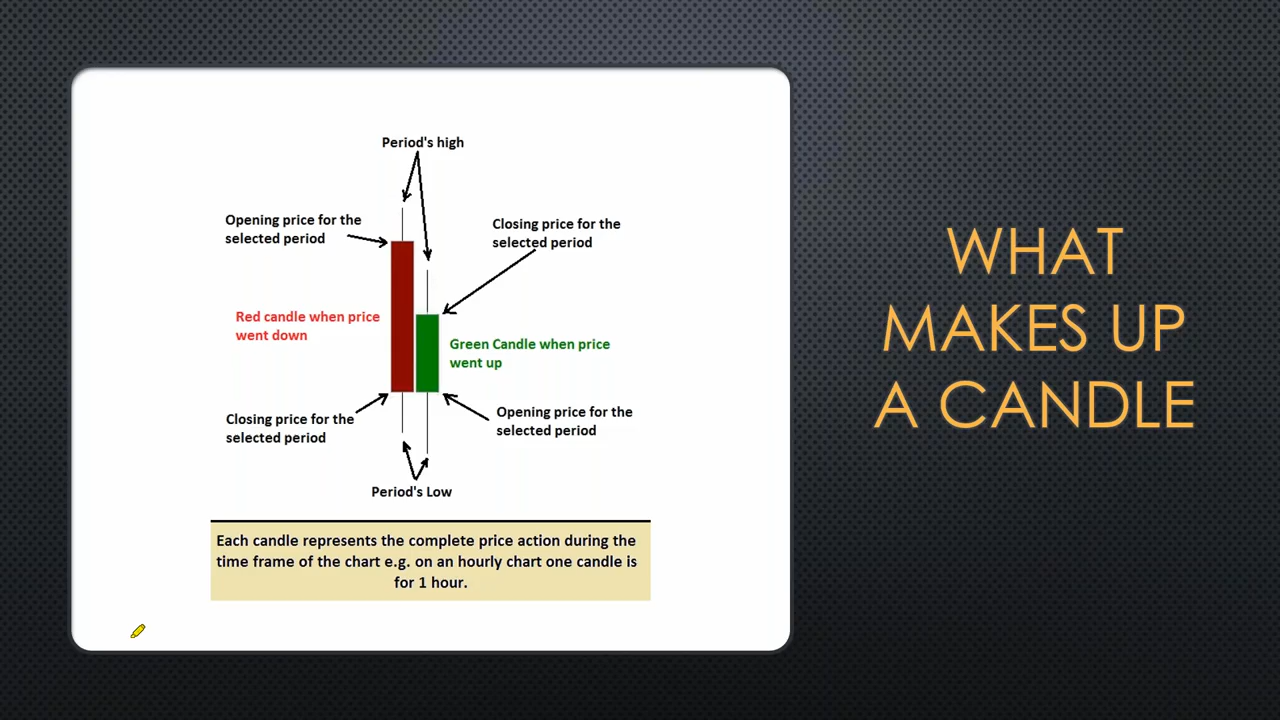 Period's high
Opening price for the
selected period
Closing price for the
selected period
Red candle when price
went down
Green Candle when price
went up
Closing price for the
selected period
Opening price for the
selected period
Period's Low
Each candle represents the complete price action during the
time frame of the chart e.g. on an hourly chart one candle is
for 1 hour.
WHAT
MAKES UP
A CANDLE